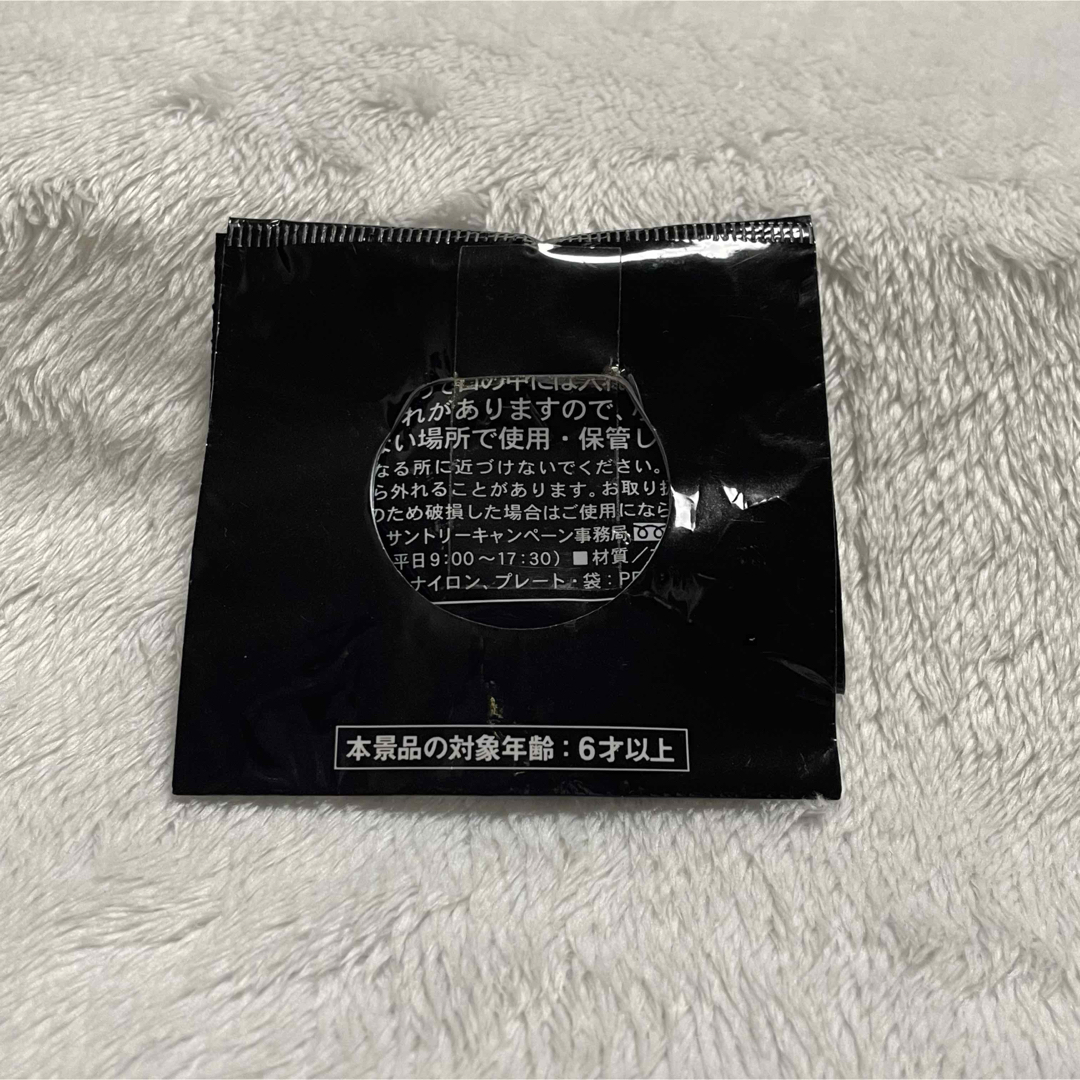 の中には
れがありますので、
い場所で使用・保管し
なる所に近づけないでください。
ら外れることがあります。お取り扱
のため破損した場合はご使用になら
サントリーキャンペーン事務局
平日9:00～17:30) ■材質/
ナイロン、プレート・袋:PE
本景品の対象年齢:6才以上